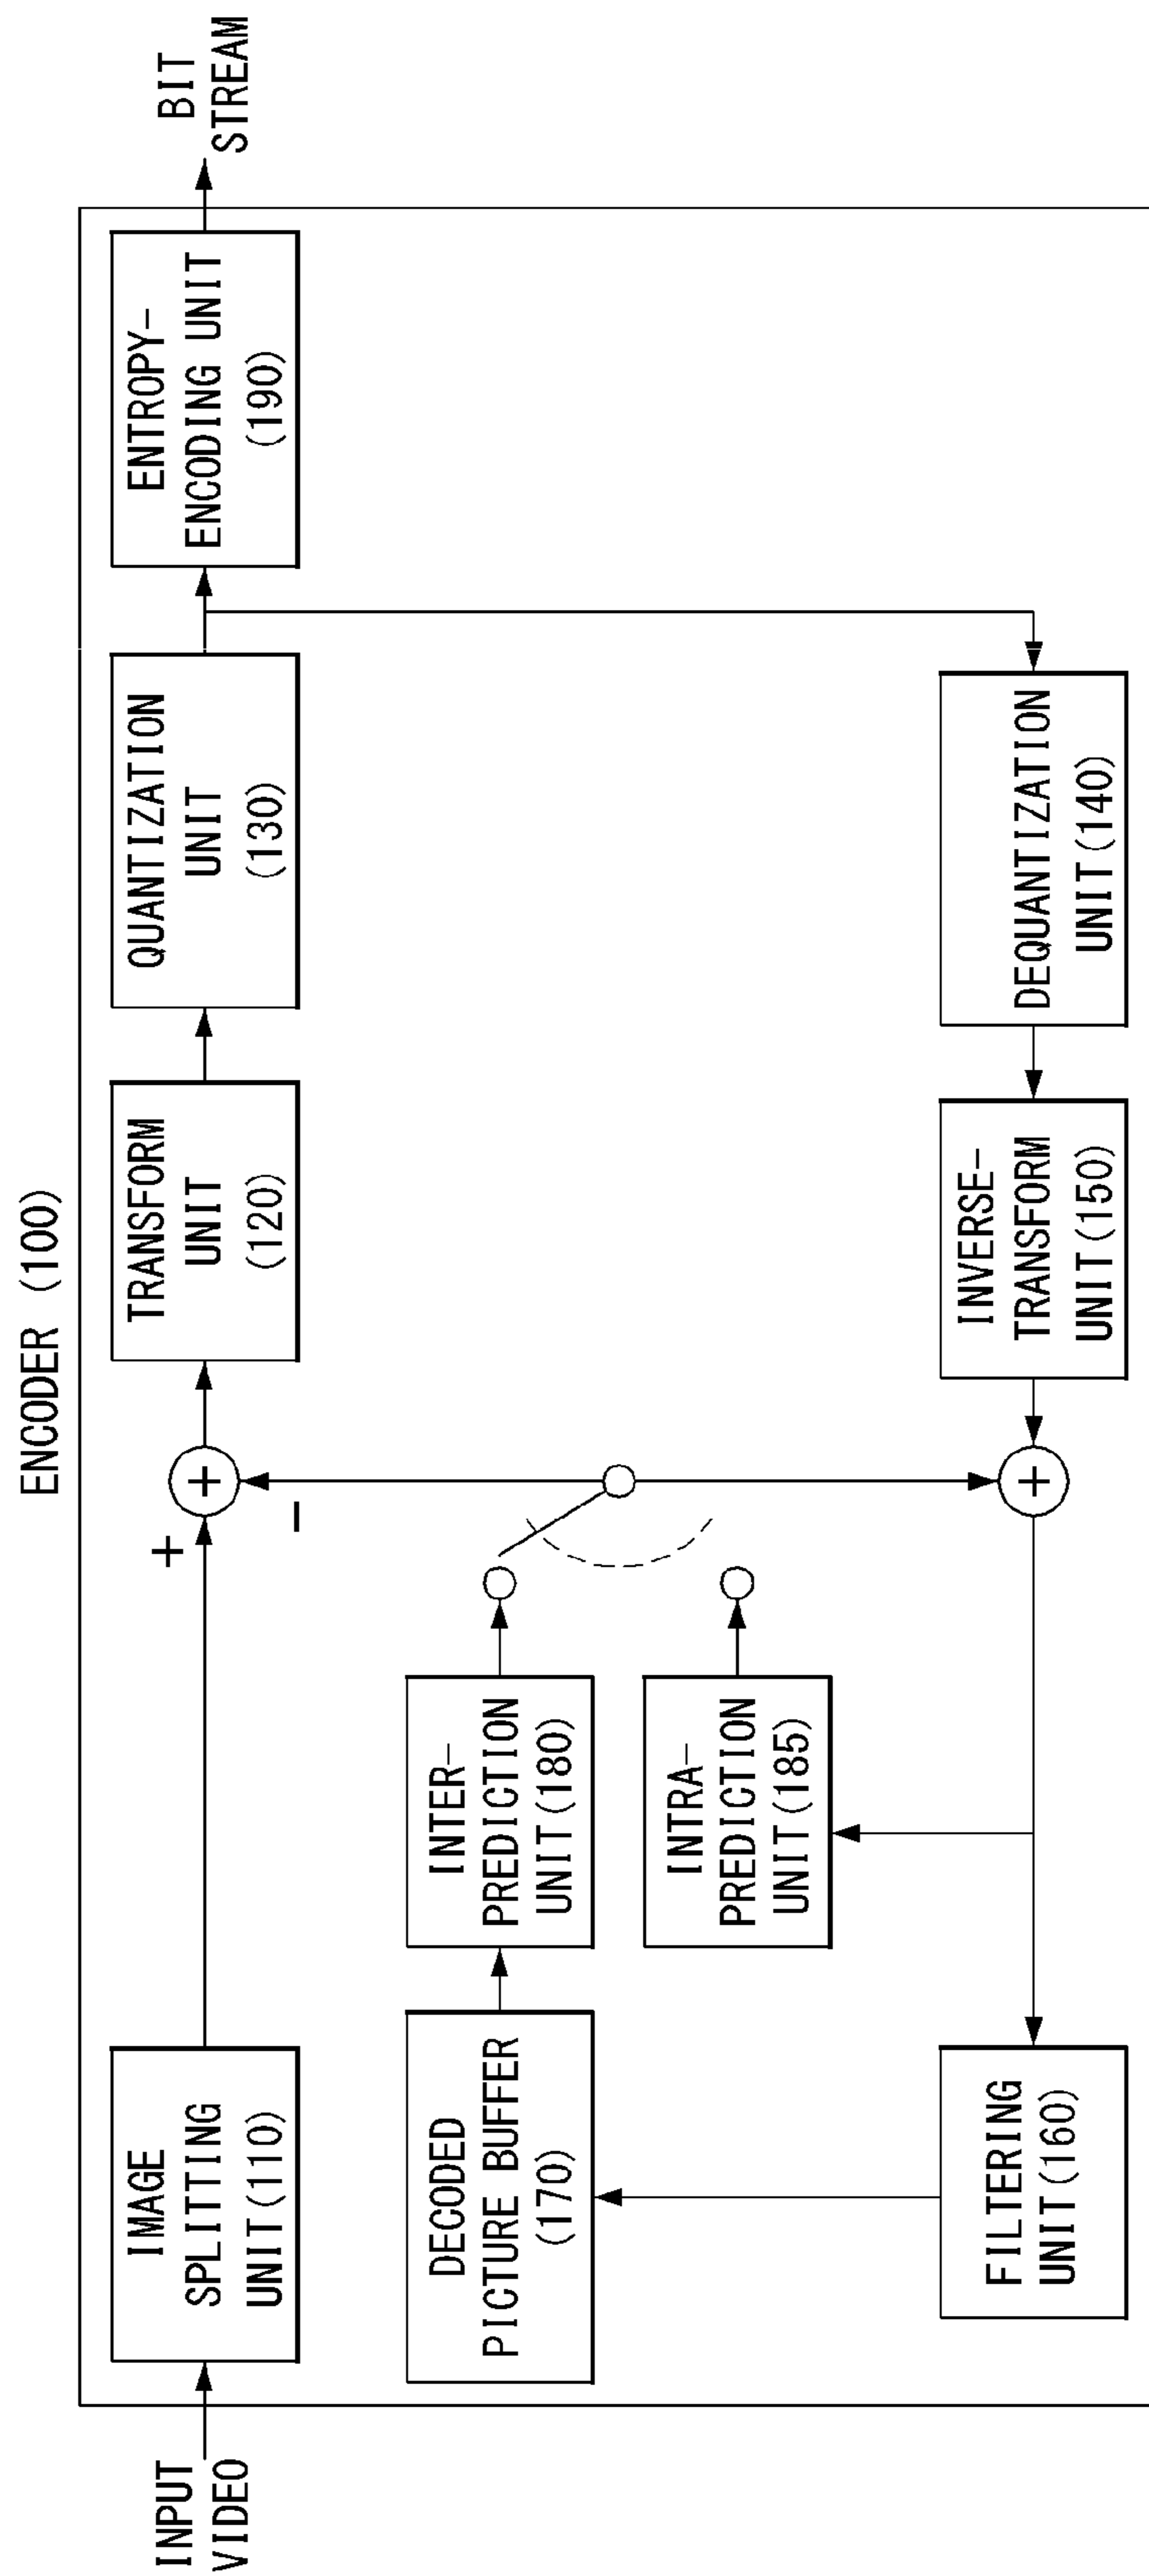 ENCODER (100)
INPUT
VIDEO
IMAGE
SPLITTING
UNIT(110)
+
−
+
TRANSFORM
UNIT
(120)
QUANTIZATION
UNIT
(130)
ENTROPY-
ENCODING UNIT
(190)
BIT
STREAM
DECODED
PICTURE BUFFER
(170)
INTER-
PREDICTION
UNIT(180)
INTRA-
PREDICTION
UNIT(185)
FILTERING
UNIT(160)
+
INVERSE-
TRANSFORM
UNIT(150)
DEQUANTIZATION
UNIT(140)